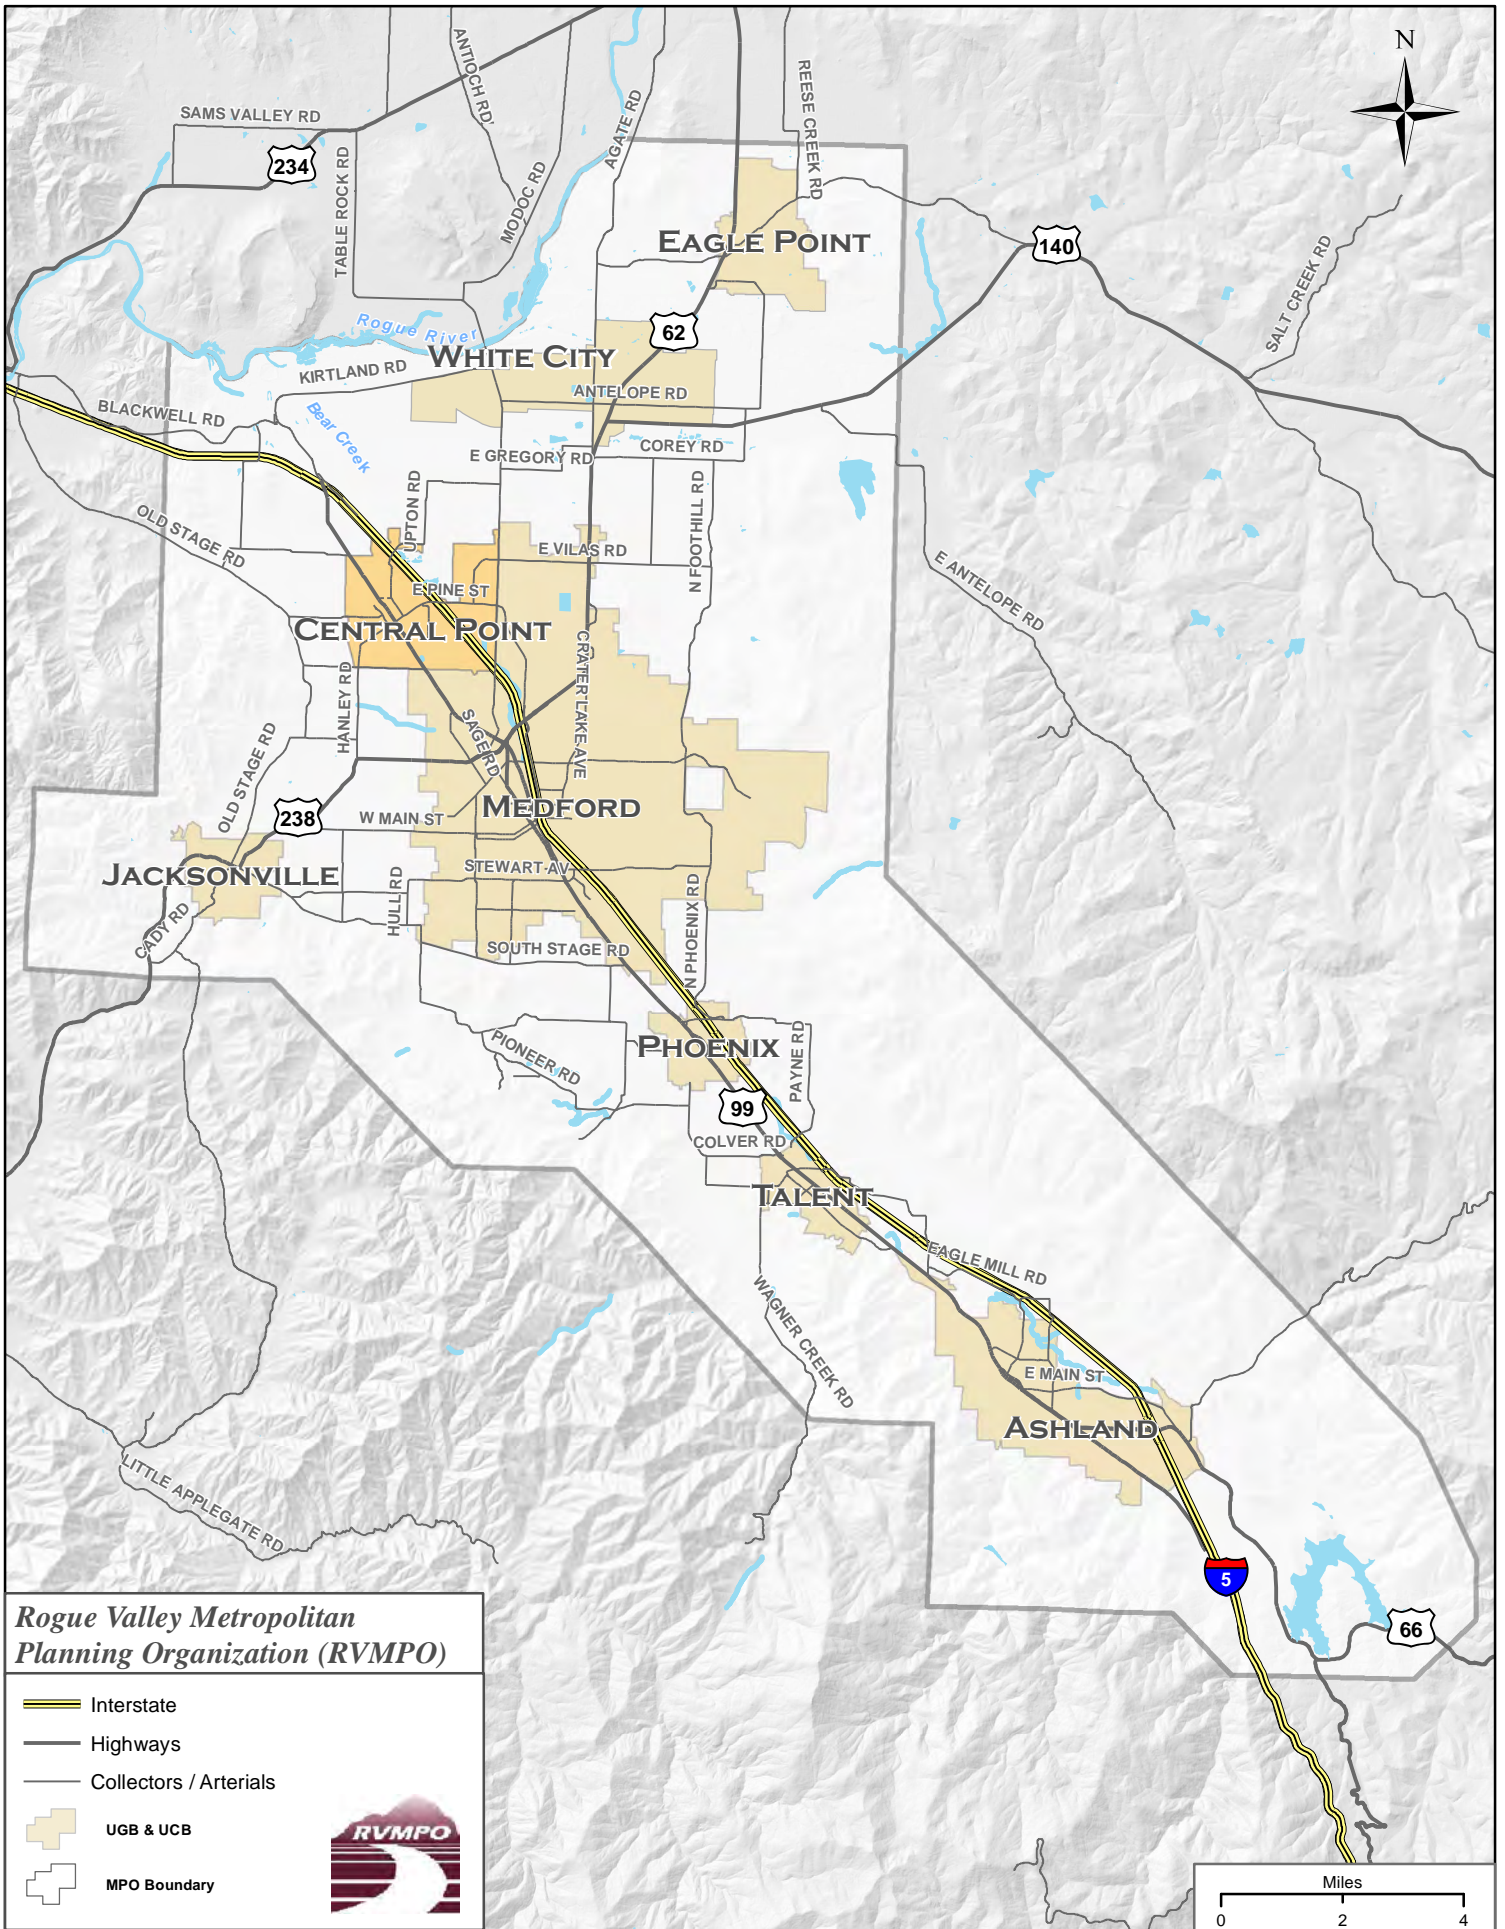 N
SAMS VALLEY RD
234
TABLE ROCK RD
ANTIOCH RD
MODOC RD
AGATE RD
REESE CREEK RD
EAGLE POINT
140
SALT CREEK RD
Rogue River
62
WHITE CITY
KIRTLAND RD
ANTELOPE RD
BLACKWELL RD
Bear Creek
COREY RD
E GREGORY RD
UPTON RD
N FOOTHILL RD
OLD STAGE RD
E VILAS RD
E ANTELOPE RD
E PINE ST
CENTRAL POINT
CRATER LAKE AVE
HANLEY RD
SAGE RD
OLD STAGE RD
MEDFORD
238
W MAIN ST
JACKSONVILLE
STEWART AV
HULL RD
N PHOENIX RD
CADY RD
SOUTH STAGE RD
PIONEER RD
PHOENIX
PAYNE RD
99
COLVER RD
TALENT
EAGLE MILL RD
WAGNER CREEK RD
E MAIN ST
ASHLAND
LITTLE APPLEGATE RD
5
66
Rogue Valley Metropolitan
Planning Organization (RVMPO)
Interstate
Highways
Collectors / Arterials
UGB & UCB
MPO Boundary
RVMPO
Miles
0 2 4